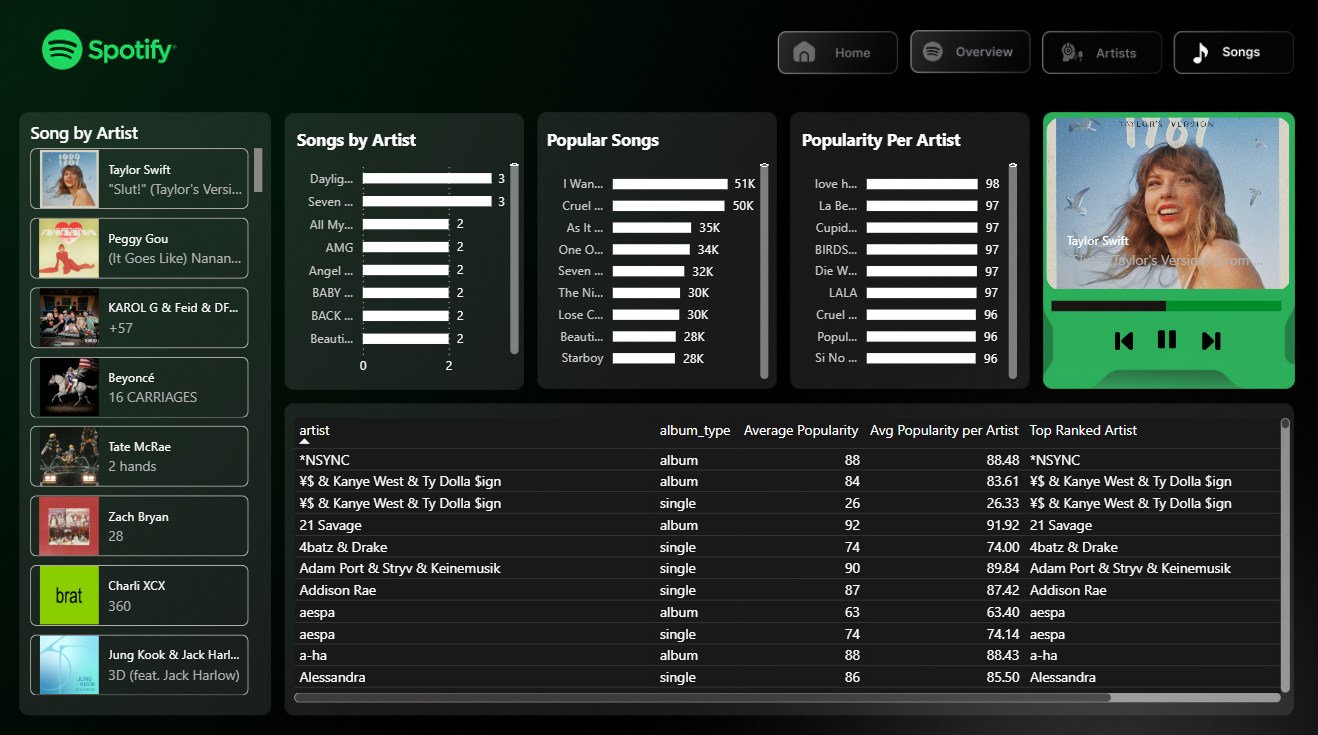 Spotify
Home
Overview
Artists
Songs
Song by Artist
Taylor Swift
"Slut!" (Taylor's Versi...
Peggy Gou
(It Goes Like) Nanan...
KAROL G & Feid & DF...
+57
Beyoncé
16 CARRIAGES
Tate McRae
2 hands
Zach Bryan
28
brat
Charli XCX
360
JUNG KOOK
Jung Kook & Jack Harl...
3D (feat. Jack Harlow)
Songs by Artist
Daylig... 3
Seven ... 3
All My... 2
AMG 2
Angel ... 2
BABY ... 2
BACK ... 2
Beauti... 2
0 2
Popular Songs
I Wan... 51K
Cruel ... 50K
As It ... 35K
One O... 34K
Seven ... 32K
The Ni... 30K
Lose C... 30K
Beauti... 28K
Starboy 28K
Popularity Per Artist
love h... 98
La Be... 97
Cupid... 97
BIRDS... 97
Die W... 97
LALA 97
Cruel ... 96
Popul... 96
Si No ... 96
TAYLOR'S VERSION
1989
Taylor Swift
(Taylor's Version) From
artist album_type Average Popularity Avg Popularity per Artist Top Ranked Artist
*NSYNC album 88 88.48 *NSYNC
¥$ & Kanye West & Ty Dolla $ign album 84 83.61 ¥$ & Kanye West & Ty Dolla $ign
¥$ & Kanye West & Ty Dolla $ign single 26 26.33 ¥$ & Kanye West & Ty Dolla $ign
21 Savage album 92 91.92 21 Savage
4batz & Drake single 74 74.00 4batz & Drake
Adam Port & Stryv & Keinemusik single 90 89.84 Adam Port & Stryv & Keinemusik
Addison Rae single 87 87.42 Addison Rae
aespa album 63 63.40 aespa
aespa single 74 74.14 aespa
a-ha album 88 88.43 a-ha
Alessandra single 86 85.50 Alessandra